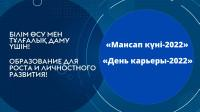 БІЛІМ ӨСУ МЕН
ТҰЛҒАЛЫҚ ДАМУ
ҮШІН!
ОБРАЗОВАНИЕ ДЛЯ
РОСТА И ЛИЧНОСТНОГО
РАЗВИТИЯ!
«Мансап күні-2022»
«День карьеры-2022»